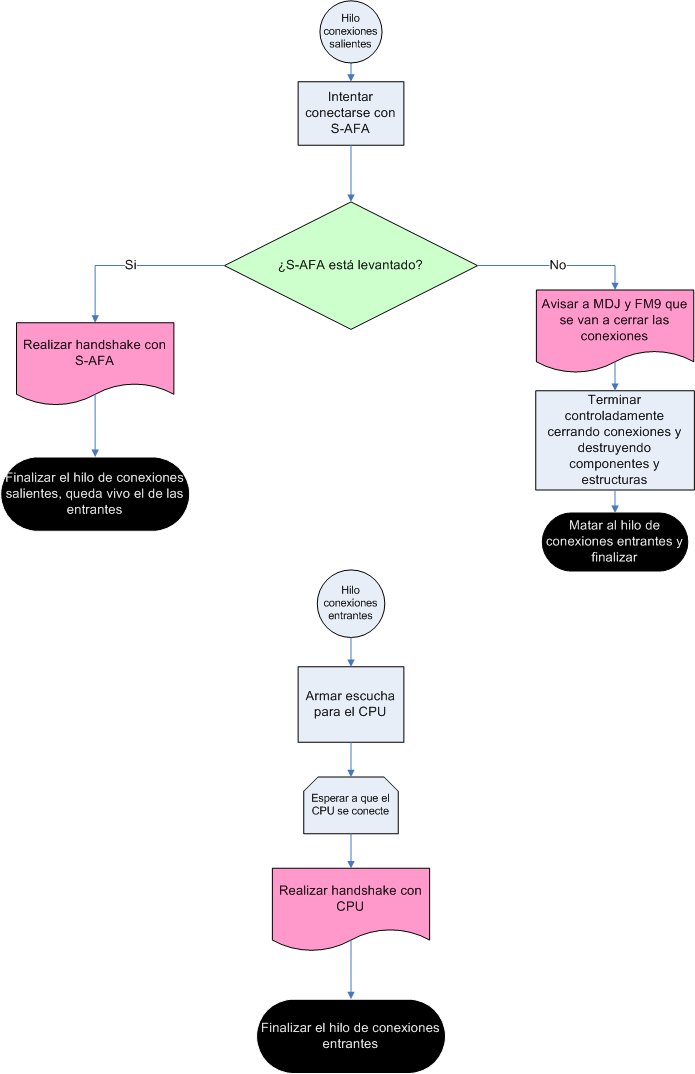 Hilo
conexiones
salientes
Intentar
conectarse con
S-AFA
¿S-AFA está levantado?
Si
No
Realizar handshake con
S-AFA
Finalizar el hilo de conexiones
salientes, queda vivo el de las
entrantes
Avisar a MDJ y FM9 que
se van a cerrar las
conexiones
Terminar
controladamente
cerrando conexiones y
destruyendo
componentes y
estructuras
Matar al hilo de
conexiones entrantes y
finalizar
Hilo
conexiones
entrantes
Armar escucha
para el CPU
Esperar a que el
CPU se conecte
Realizar handshake con
CPU
Finalizar el hilo de conexiones
entrantes